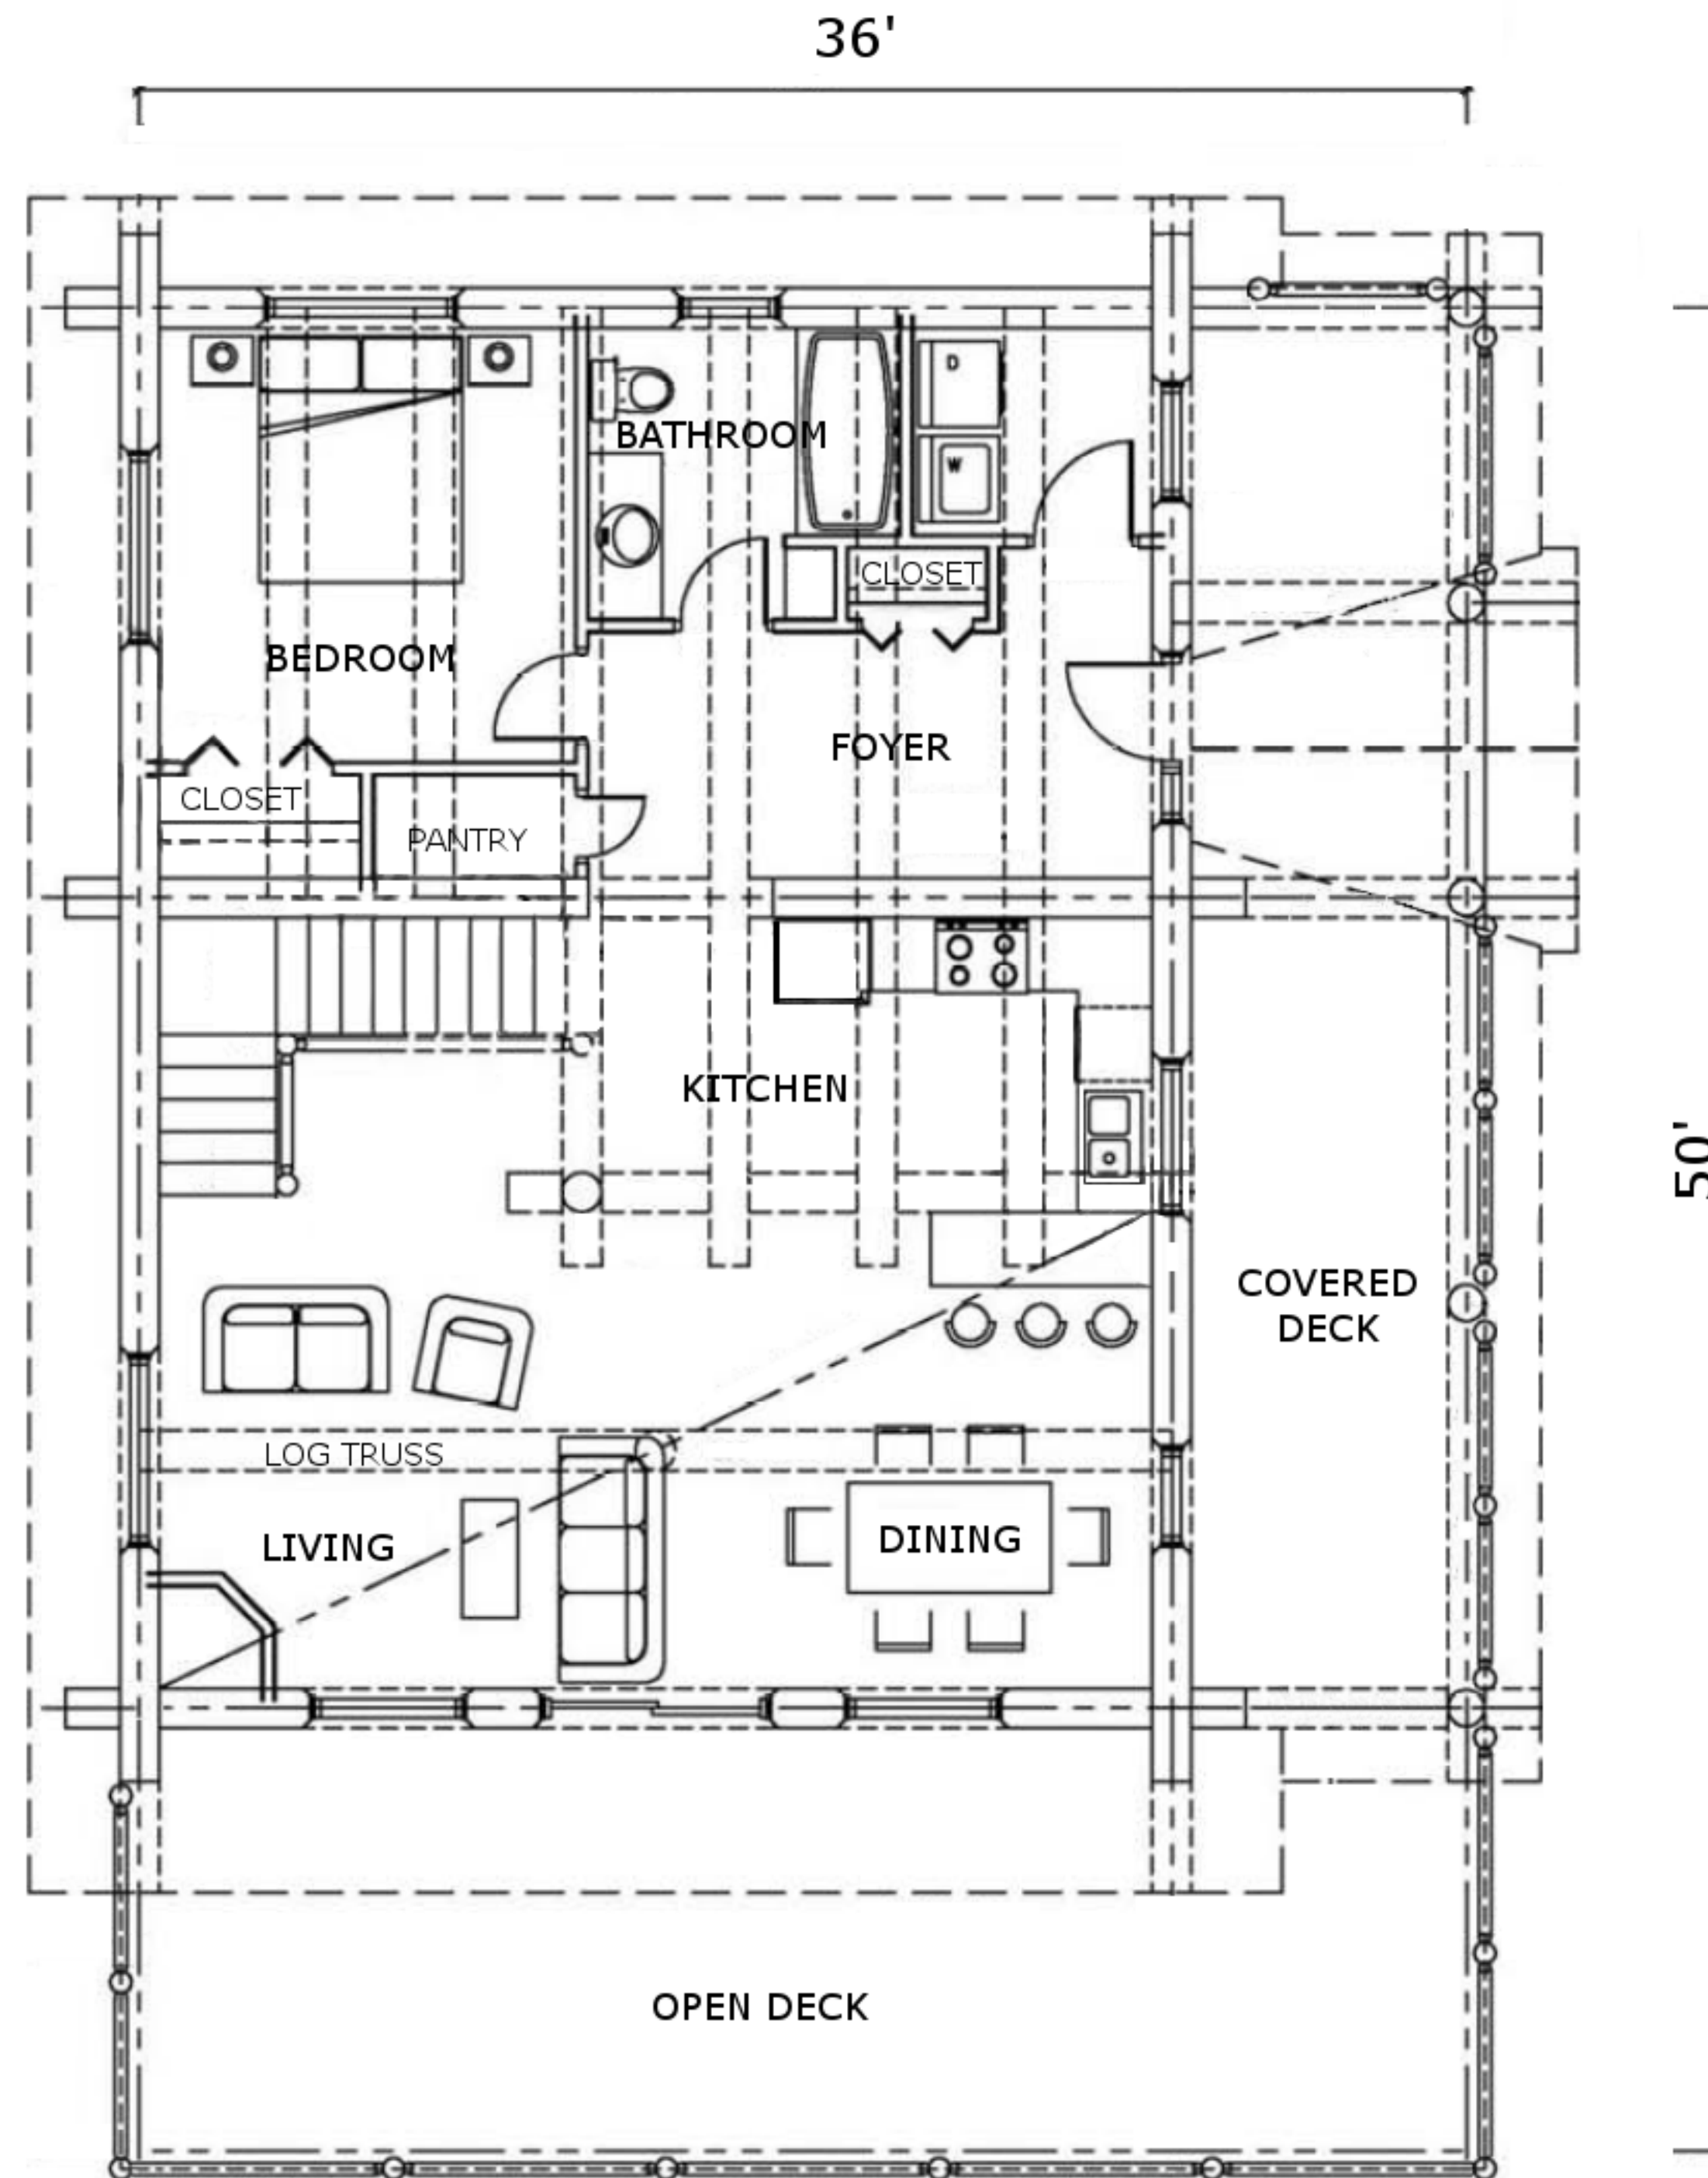 36'
D
BATHROOM
W
CLOSET
BEDROOM
FOYER
CLOSET
PANTRY
KITCHEN
50'
COVERED
DECK
LOG TRUSS
LIVING
DINING
OPEN DECK